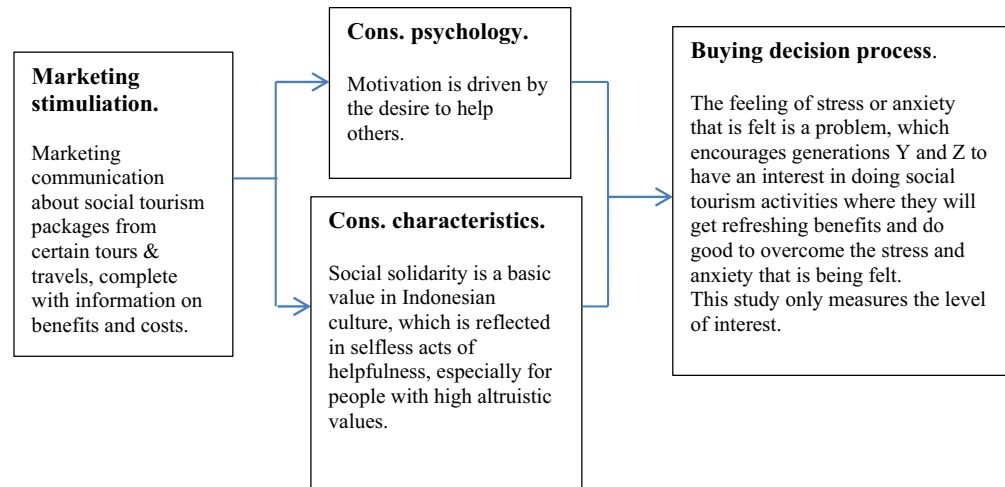 Marketing
stimuliation.
Marketing
communication
about social tourism
packages from
certain tours &
travels, complete
with information on
benefits and costs.
Cons. psychology.
Motivation is driven by
the desire to help
others.
Cons. characteristics.
Social solidarity is a basic
value in Indonesian
culture, which is reflected
in selfless acts of
helpfulness, especially for
people with high altruistic
values.
Buying decision process.
The feeling of stress or anxiety
that is felt is a problem, which
encourages generations Y and Z to
have an interest in doing social
tourism activities where they will
get refreshing benefits and do
good to overcome the stress and
anxiety that is being felt.
This study only measures the level
of interest.